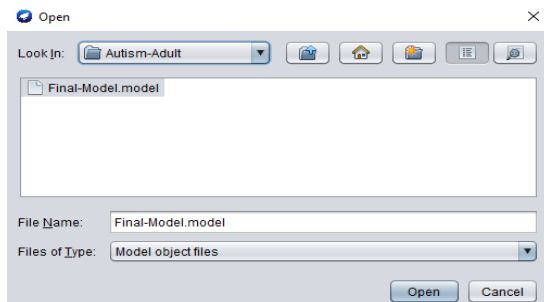 Open
Look In: Autism-Adult
Final-Model.model
File Name: Final-Model.model
Files of Type: Model object files
Open Cancel